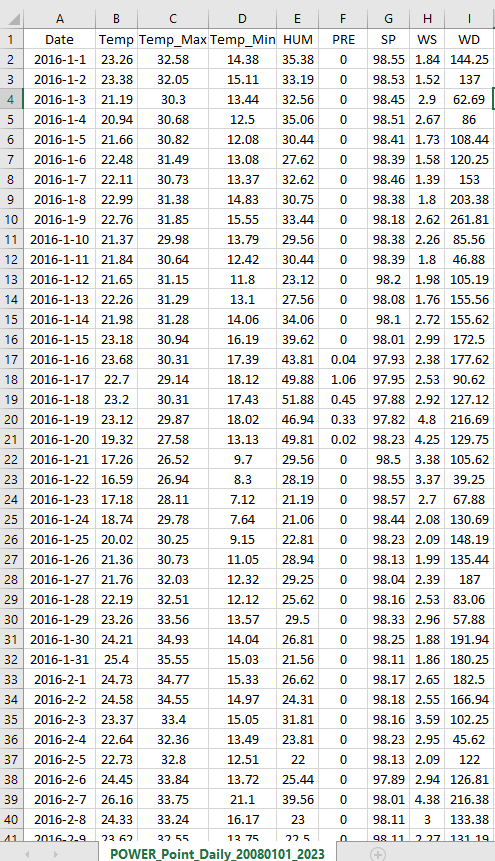 A B C D E F G H I
1 Date Temp Temp_Max Temp_Min HUM PRE SP WS WD
2 2016-1-1 23.26 32.58 14.38 35.38 0 98.55 1.84 144.25
3 2016-1-2 23.38 32.05 15.11 33.19 0 98.53 1.52 137
4 2016-1-3 21.19 30.3 13.44 32.56 0 98.45 2.9 62.69
5 2016-1-4 20.94 30.68 12.5 35.06 0 98.51 2.67 86
6 2016-1-5 21.66 30.82 12.08 30.44 0 98.41 1.73 108.44
7 2016-1-6 22.48 31.49 13.08 27.62 0 98.39 1.58 120.25
8 2016-1-7 22.11 30.73 13.37 32.62 0 98.46 1.39 153
9 2016-1-8 22.99 31.38 14.83 30.75 0 98.38 1.8 203.38
10 2016-1-9 22.76 31.85 15.55 33.44 0 98.18 2.62 261.81
11 2016-1-10 21.37 29.98 13.79 29.56 0 98.38 2.26 85.56
12 2016-1-11 21.84 30.64 12.42 30.44 0 98.39 1.8 46.88
13 2016-1-12 21.65 31.15 11.8 23.12 0 98.2 1.98 105.19
14 2016-1-13 22.26 31.29 13.1 27.56 0 98.08 1.76 155.56
15 2016-1-14 21.98 31.28 14.06 34.06 0 98.1 2.72 155.62
16 2016-1-15 23.18 30.94 16.19 39.62 0 98.01 2.99 172.5
17 2016-1-16 23.68 30.31 17.39 43.81 0.04 97.93 2.38 177.62
18 2016-1-17 22.7 29.14 18.12 49.88 1.06 97.95 2.53 90.62
19 2016-1-18 23.2 30.31 17.43 51.88 0.45 97.88 2.92 127.12
20 2016-1-19 23.12 29.87 18.02 46.94 0.33 97.82 4.8 216.69
21 2016-1-20 19.32 27.58 13.13 49.81 0.02 98.23 4.25 129.75
22 2016-1-21 17.26 26.52 9.7 29.56 0 98.5 3.38 105.62
23 2016-1-22 16.59 26.94 8.3 28.19 0 98.55 3.37 39.25
24 2016-1-23 17.18 28.11 7.12 21.19 0 98.57 2.7 67.88
25 2016-1-24 18.74 29.78 7.64 21.06 0 98.44 2.08 130.69
26 2016-1-25 20.02 30.25 9.15 22.81 0 98.23 2.09 148.19
27 2016-1-26 21.36 30.73 11.05 28.94 0 98.13 1.99 135.44
28 2016-1-27 21.76 32.03 12.32 29.25 0 98.04 2.39 187
29 2016-1-28 22.19 32.51 12.12 25.62 0 98.16 2.53 83.06
30 2016-1-29 23.26 33.56 13.57 29.5 0 98.33 2.96 57.88
31 2016-1-30 24.21 34.93 14.04 26.81 0 98.25 1.88 191.94
32 2016-1-31 25.4 35.55 15.03 21.56 0 98.11 1.86 180.25
33 2016-2-1 24.73 34.77 15.33 26.62 0 98.17 2.65 182.5
34 2016-2-2 24.58 34.55 14.97 24.31 0 98.18 2.55 166.94
35 2016-2-3 23.37 33.4 15.05 31.81 0 98.16 3.59 102.25
36 2016-2-4 22.64 32.36 13.49 23.81 0 98.23 2.95 45.62
37 2016-2-5 22.73 32.8 12.51 22 0 98.13 2.09 122
38 2016-2-6 24.45 33.84 13.72 25.44 0 97.89 2.94 126.81
39 2016-2-7 26.16 33.75 21.1 39.56 0 98.01 4.38 216.38
40 2016-2-8 24.33 33.24 16.17 23 0 98.11 3 133.38
41 2016-2-9 23.62 32.55 13.75 22.5 0 98.11 2.27 131.19
POWER_Point_Daily_20080101_2023